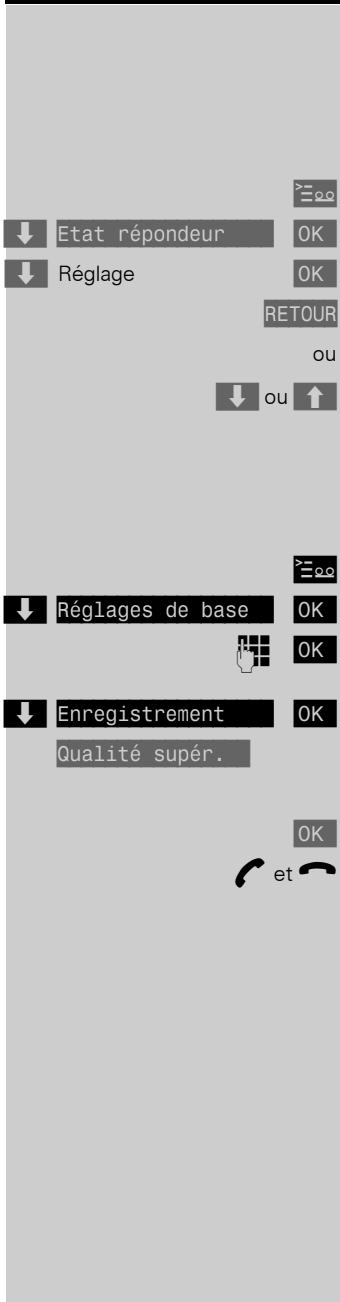 Etat répondeur OK
Réglage OK
RETOUR
ou
ou
Réglages de base OK
OK
Enregistrement OK
Qualité supér.
OK
et